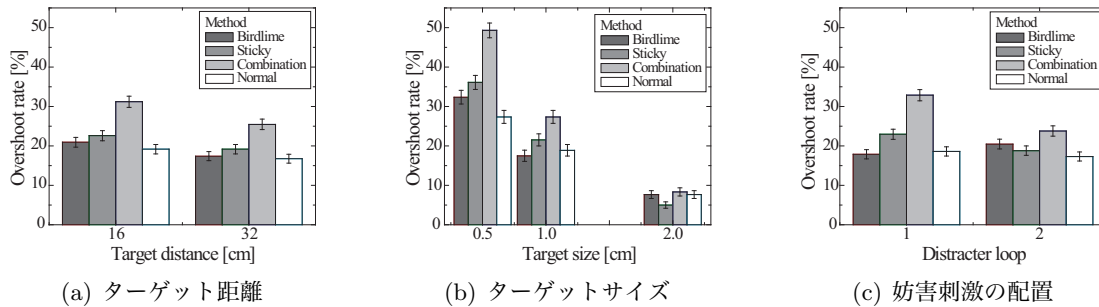 Overshoot rate [%]
50
40
30
20
10
0
Method
Birdlime
Sticky
Combination
Normal
16
32
Target distance [cm]
(a) ターゲット距離
Overshoot rate [%]
50
40
30
20
10
0
Method
Birdlime
Sticky
Combination
Normal
0.5
1.0
2.0
Target size [cm]
(b) ターゲットサイズ
Overshoot rate [%]
50
40
30
20
10
0
Method
Birdlime
Sticky
Combination
Normal
1
2
Distracter loop
(c) 妨害刺激の配置